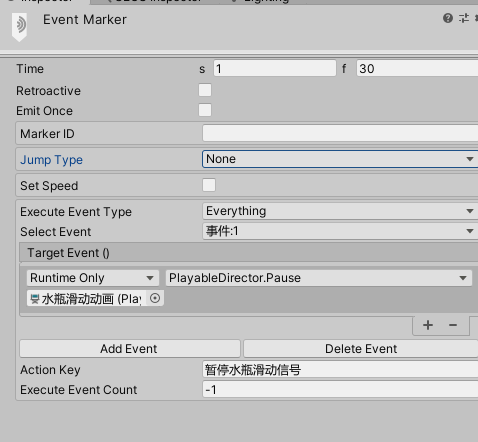 Event Marker
Time s 1 f 30
Retroactive
Emit Once
Marker ID
Jump Type None
Set Speed
Execute Event Type Everything
Select Event 事件:1
Target Event ()
Runtime Only PlayableDirector.Pause
水瓶滑动动画 (Pla
Add Event Delete Event
Action Key 暂停水瓶滑动信号
Execute Event Count -1